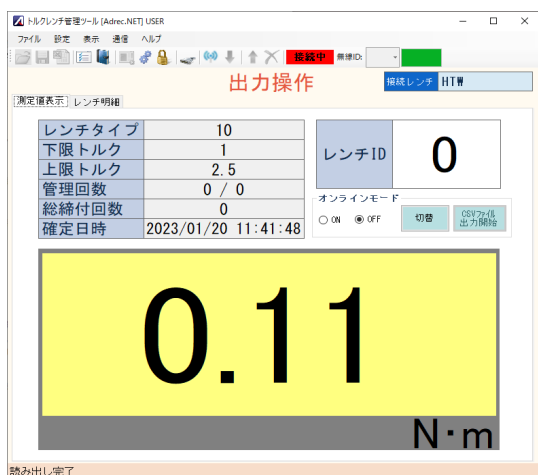 トルクレンチ管理ツール [Adrec.NET] USER
ファイル 設定 表示 通信 ヘルプ
接続中 無線ID:
出力操作
接続レンチ HTW
測定値表示 レンチ明細
レンチタイプ 10
下限トルク 1
上限トルク 2.5
管理回数 0 / 0
総締付回数 0
確定日時 2023/01/20 11:41:48
レンチID 0
オンラインモード
ON OFF 切替 CSVファイル
出力開始
0.11
N・m
読み出し完了